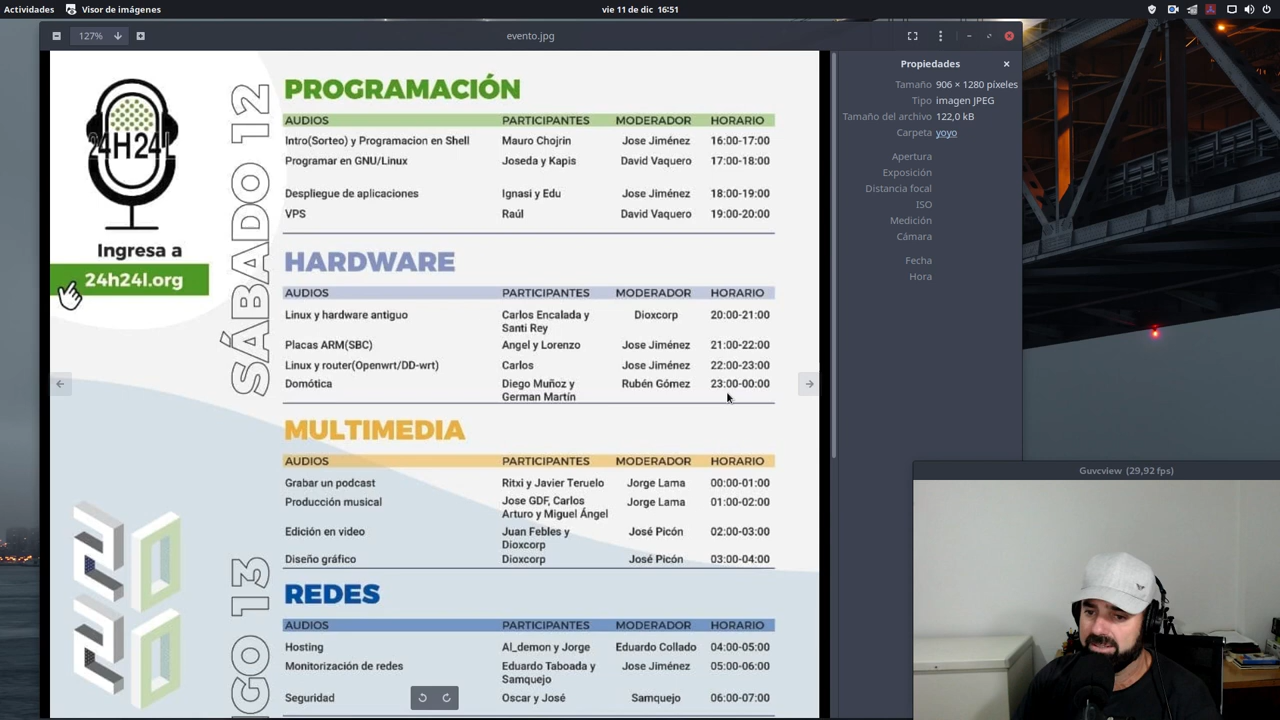 Actividades Visor de imágenes vie 11 de dic 16:51
127% evento.jpg
24H24L
Ingresa a
24h24l.org
SÁBADO 12
PROGRAMACIÓN
AUDIOS PARTICIPANTES MODERADOR HORARIO
Intro(Sorteo) y Programacion en Shell Mauro Chojrin Jose Jiménez 16:00-17:00
Programar en GNU/Linux Joseda y Kapis David Vaquero 17:00-18:00
Despliegue de aplicaciones Ignasi y Edu Jose Jiménez 18:00-19:00
VPS Raúl David Vaquero 19:00-20:00
HARDWARE
AUDIOS PARTICIPANTES MODERADOR HORARIO
Linux y hardware antiguo Carlos Encalada y Dioxcorp 20:00-21:00
Santi Rey
Placas ARM(SBC) Angel y Lorenzo Jose Jiménez 21:00-22:00
Linux y router(Openwrt/DD-wrt) Carlos Jose Jiménez 22:00-23:00
Domótica Diego Muñoz y Rubén Gómez 23:00-00:00
German Martín
MULTIMEDIA
AUDIOS PARTICIPANTES MODERADOR HORARIO
Grabar un podcast Ritxi y Javier Teruelo Jorge Lama 00:00-01:00
Producción musical Jose GDF, Carlos Jorge Lama 01:00-02:00
Arturo y Miguel Ángel
Edición en video Juan Febles y José Picón 02:00-03:00
Dioxcorp
Diseño gráfico Dioxcorp José Picón 03:00-04:00
2020
GO 13
REDES
AUDIOS PARTICIPANTES MODERADOR HORARIO
Hosting Al_demon y Jorge Eduardo Collado 04:00-05:00
Monitorización de redes Eduardo Taboada y Jose Jiménez 05:00-06:00
Samquejo
Seguridad Oscar y José Samquejo 06:00-07:00
Propiedades
Tamaño 906 × 1280 píxeles
Tipo imagen JPEG
Tamaño del archivo 122,0 kB
Carpeta yoyo
Apertura
Exposición
Distancia focal
ISO
Medición
Cámara
Fecha
Hora
Guvcview (29,92 fps)